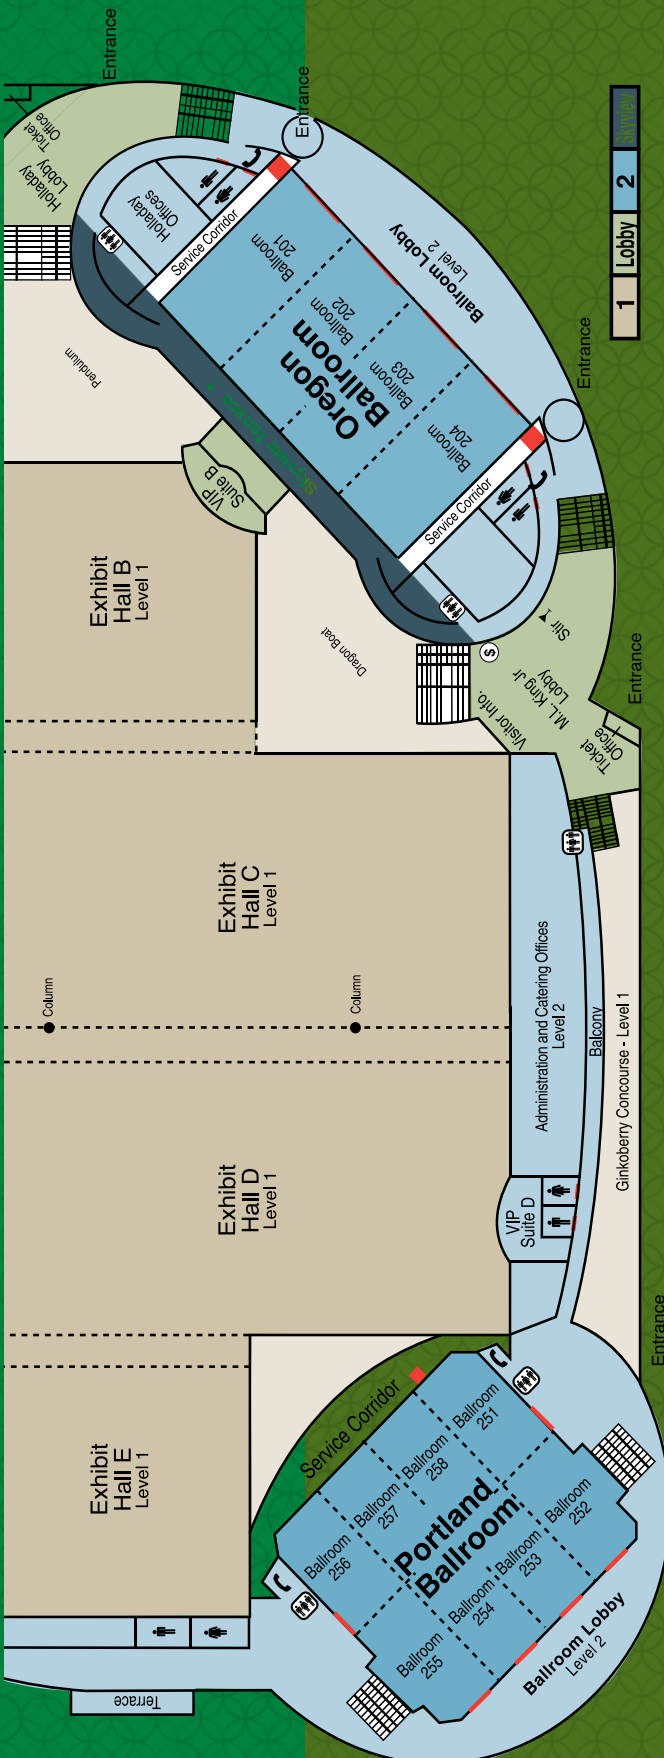 Entrance
Entrance
Ticket
Office
Holladay
Lobby
Holladay
Offices
Service Corridor
Ballroom
201
Ballroom
202
Ballroom
203
Ballroom
204
Oregon
Ballroom
Ballroom Lobby
Level 2
Skyview Terrace
Service Corridor
Skyview
2
Lobby
1
Entrance
Pendulum
VIP
Suite B
Exhibit
Hall B
Level 1
Dragon Boat
$
Stir
Visitor Info.
M.L. King Jr
Lobby
Ticket
Office
Entrance
Exhibit
Hall C
Level 1
Column
Column
Administration and Catering Offices
Level 2
Balcony
Ginkoberry Concourse - Level 1
Exhibit
Hall D
Level 1
VIP
Suite D
Entrance
Exhibit
Hall E
Level 1
Service Corridor
Ballroom
251
Ballroom
258
Ballroom
257
Ballroom
256
Portland
Ballroom
Ballroom
252
Ballroom
253
Ballroom
254
Ballroom
255
Ballroom Lobby
Level 2
Terrace